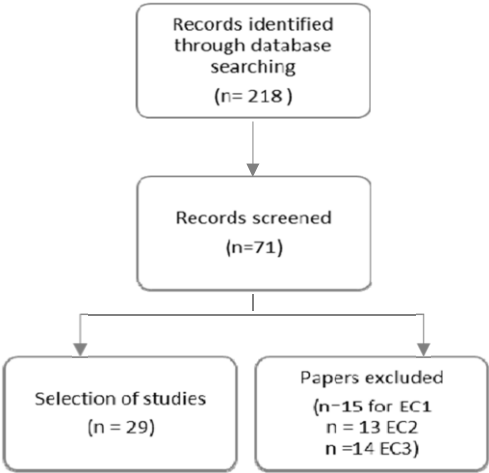 Records identified
through database
searching
(n= 218 )
Records screened
(n=71)
Selection of studies
(n = 29)
Papers excluded
(n=15 for EC1
n = 13 EC2
n =14 EC3)